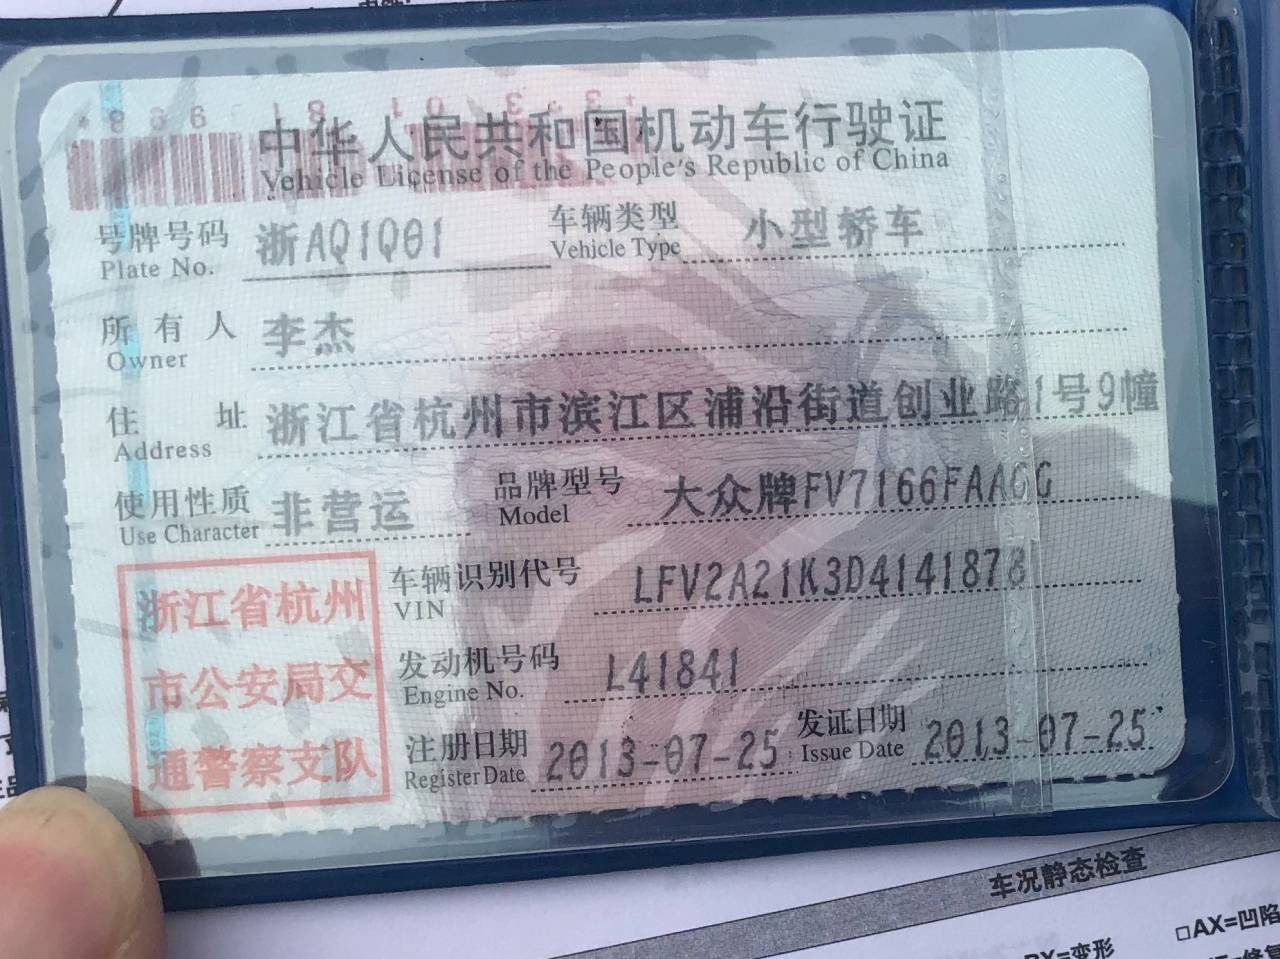 中华人民共和国机动车行驶证
Vehicle License of the People's Republic of China
号牌号码 浙AQ1Q01 车辆类型 小型轿车
Plate No. Vehicle Type
所有人 李杰
Owner
住址 浙江省杭州市滨江区浦沿街道创业路1号9幢
Address
使用性质 非营运 品牌型号 大众牌FV7166FAAGG
Use Character Model
浙江省杭州
市公安局交
通警察支队
车辆识别代号 LFV2A21K3D4141878
VIN
发动机号码 L41841
Engine No.
注册日期 2013-07-25 发证日期 2013-07-25
Register Date Issue Date
车况静态检查
□AX=凹陷
=变形